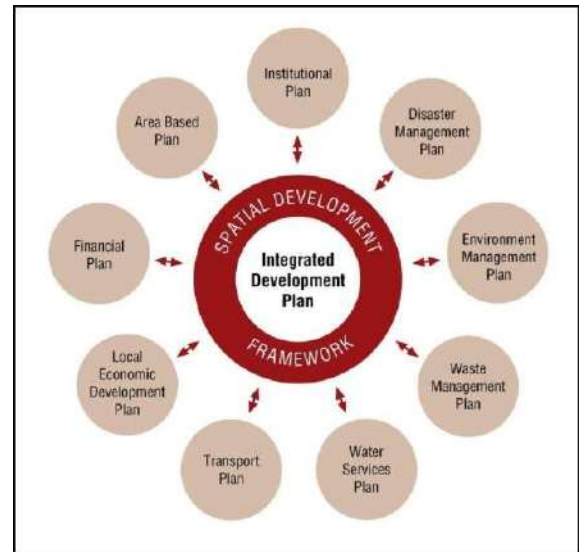 Institutional
Plan
Disaster
Management
Plan
Environment
Management
Plan
Waste
Management
Plan
Water
Services
Plan
Transport
Plan
Local
Economic
Development
Plan
Financial
Plan
Area Based
Plan
SPATIAL DEVELOPMENT
FRAMEWORK
Integrated
Development
Plan